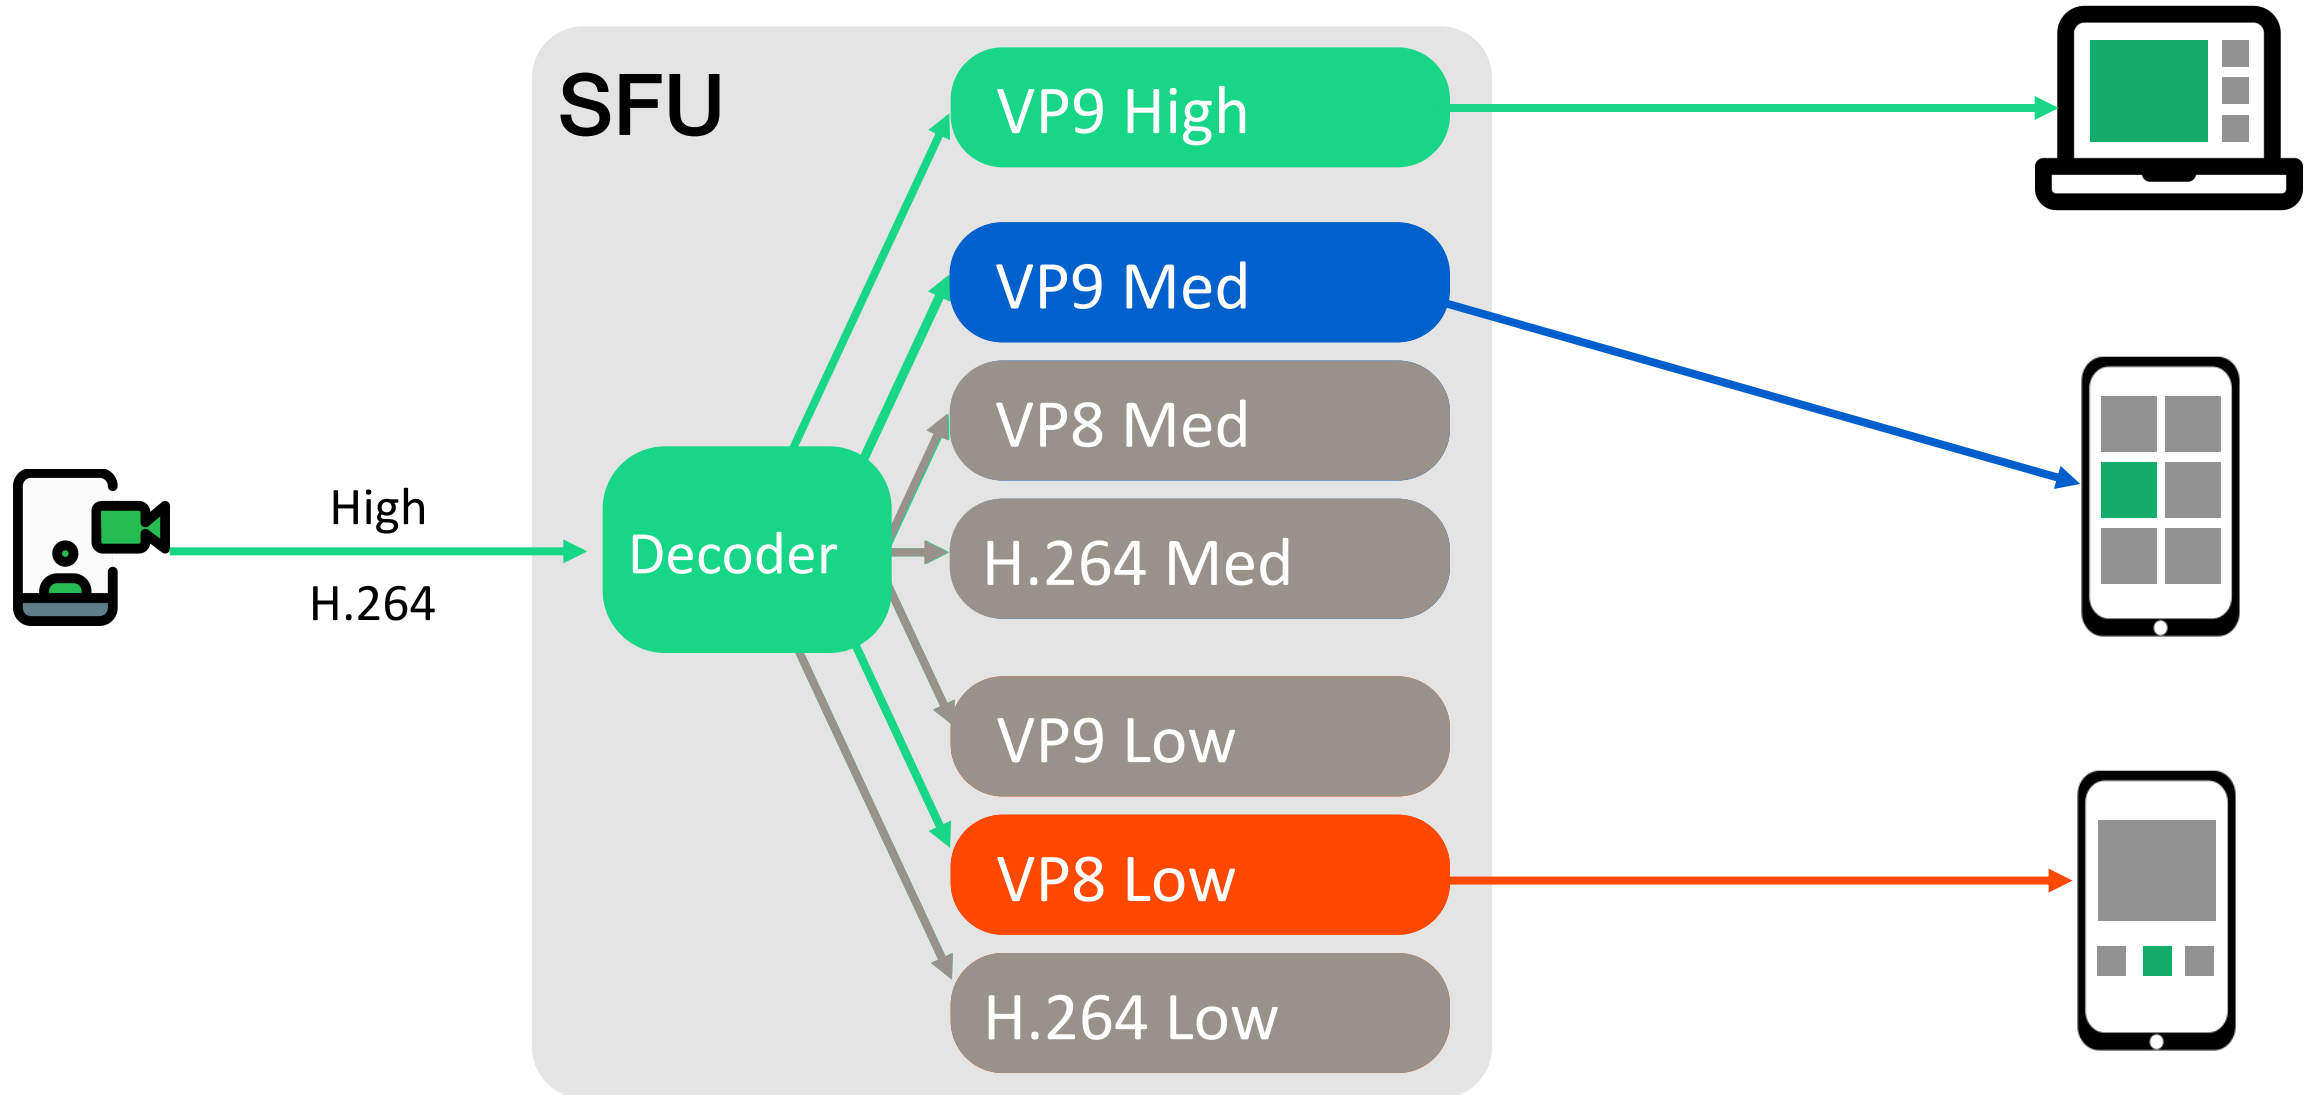 SFU
VP9 High
VP9 Med
VP8 Med
High
H.264
Decoder
H.264 Med
VP9 Low
VP8 Low
H.264 Low